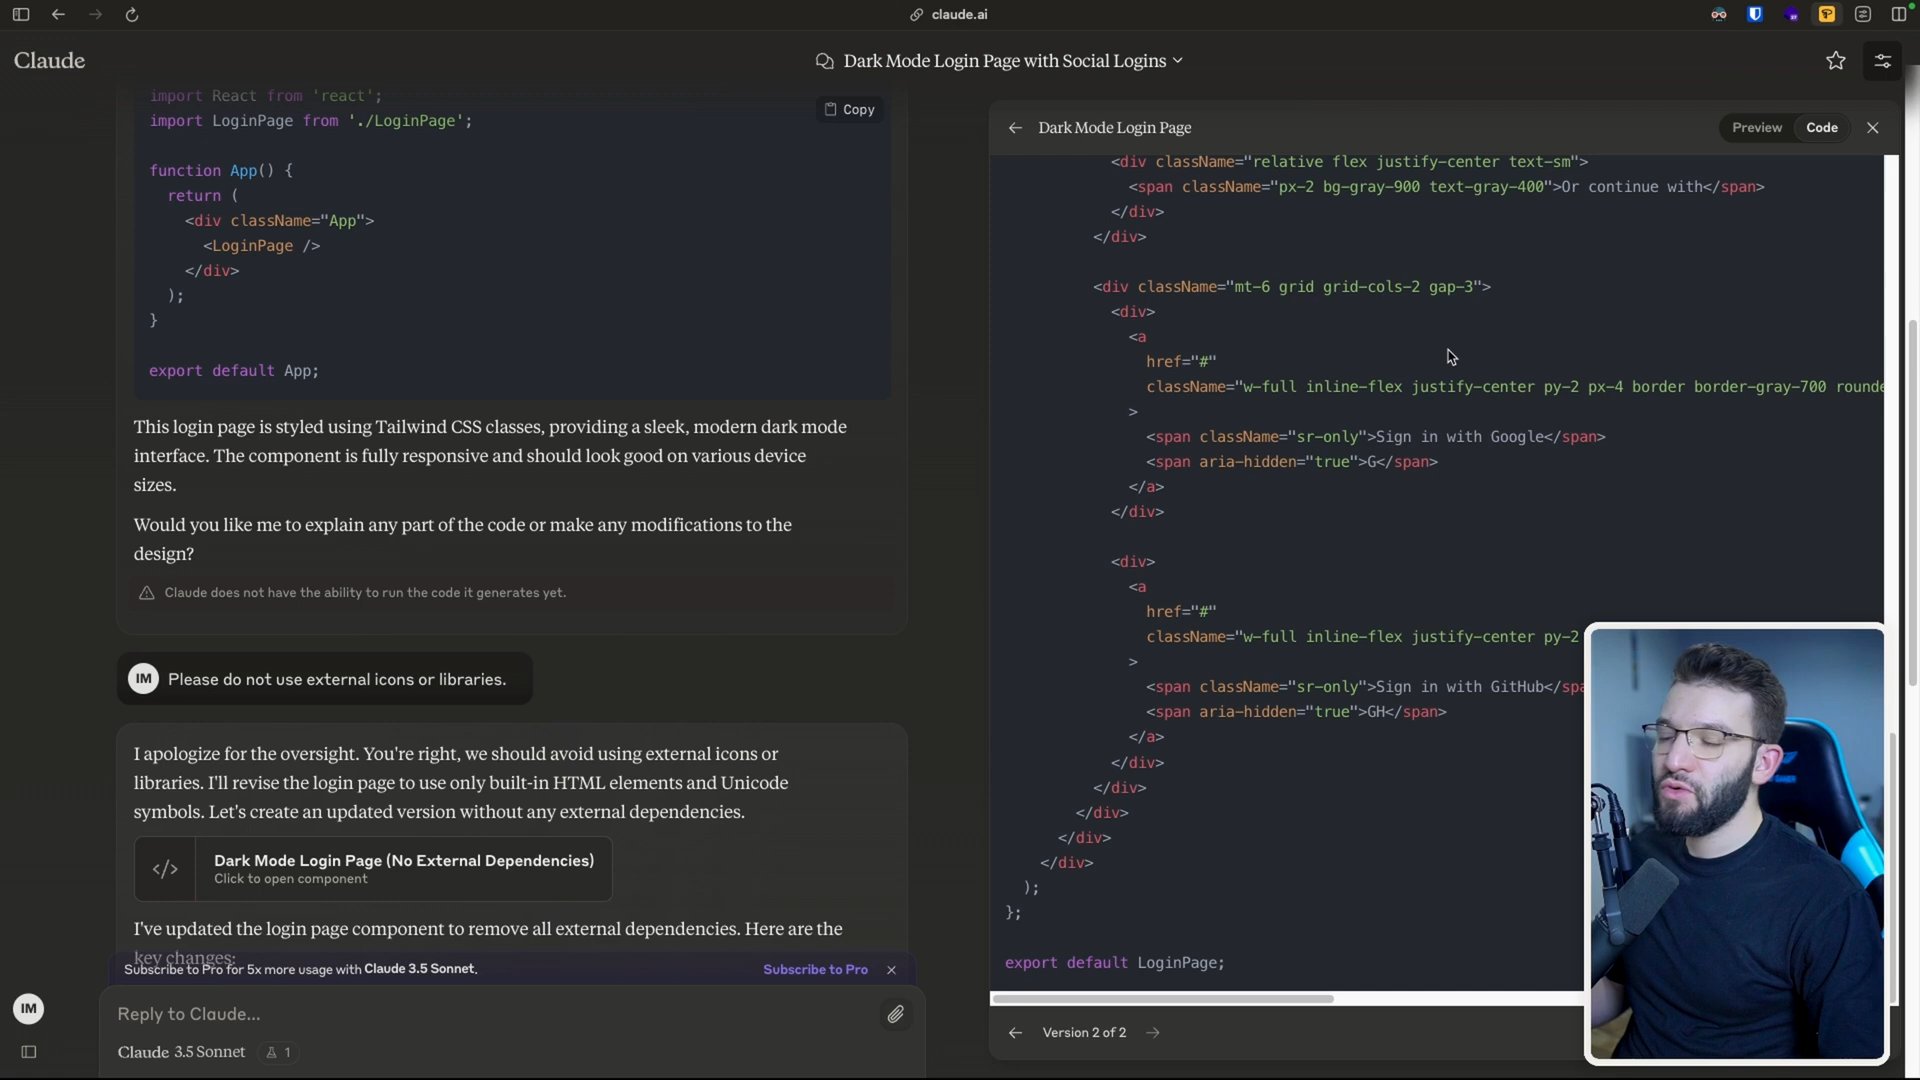 claude.ai
Claude
Dark Mode Login Page with Social Logins
import React from 'react';
Copy
import LoginPage from './LoginPage';
function App() {
return (
<div className="App">
<LoginPage />
</div>
);
}
export default App;
This login page is styled using Tailwind CSS classes, providing a sleek, modern dark mode
interface. The component is fully responsive and should look good on various device
sizes.
Would you like me to explain any part of the code or make any modifications to the
design?
Claude does not have the ability to run the code it generates yet.
IM Please do not use external icons or libraries.
I apologize for the oversight. You're right, we should avoid using external icons or
libraries. I'll revise the login page to use only built-in HTML elements and Unicode
symbols. Let's create an updated version without any external dependencies.
</> Dark Mode Login Page (No External Dependencies)
Click to open component
I've updated the login page component to remove all external dependencies. Here are the
key changes:
Subscribe to Pro for 5x more usage with Claude 3.5 Sonnet. Subscribe to Pro
IM
Reply to Claude...
Claude 3.5 Sonnet 1
Dark Mode Login Page Preview Code
<div className="relative flex justify-center text-sm">
<span className="px-2 bg-gray-900 text-gray-400">Or continue with</span>
</div>
</div>
<div className="mt-6 grid grid-cols-2 gap-3">
<div>
<a
href="#"
className="w-full inline-flex justify-center py-2 px-4 border border-gray-700 rounde
>
<span className="sr-only">Sign in with Google</span>
<span aria-hidden="true">G</span>
</a>
</div>
<div>
<a
href="#"
className="w-full inline-flex justify-center py-2
>
<span className="sr-only">Sign in with GitHub</spa
<span aria-hidden="true">GH</span>
</a>
</div>
</div>
</div>
</div>
</div>
);
};
export default LoginPage;
Version 2 of 2